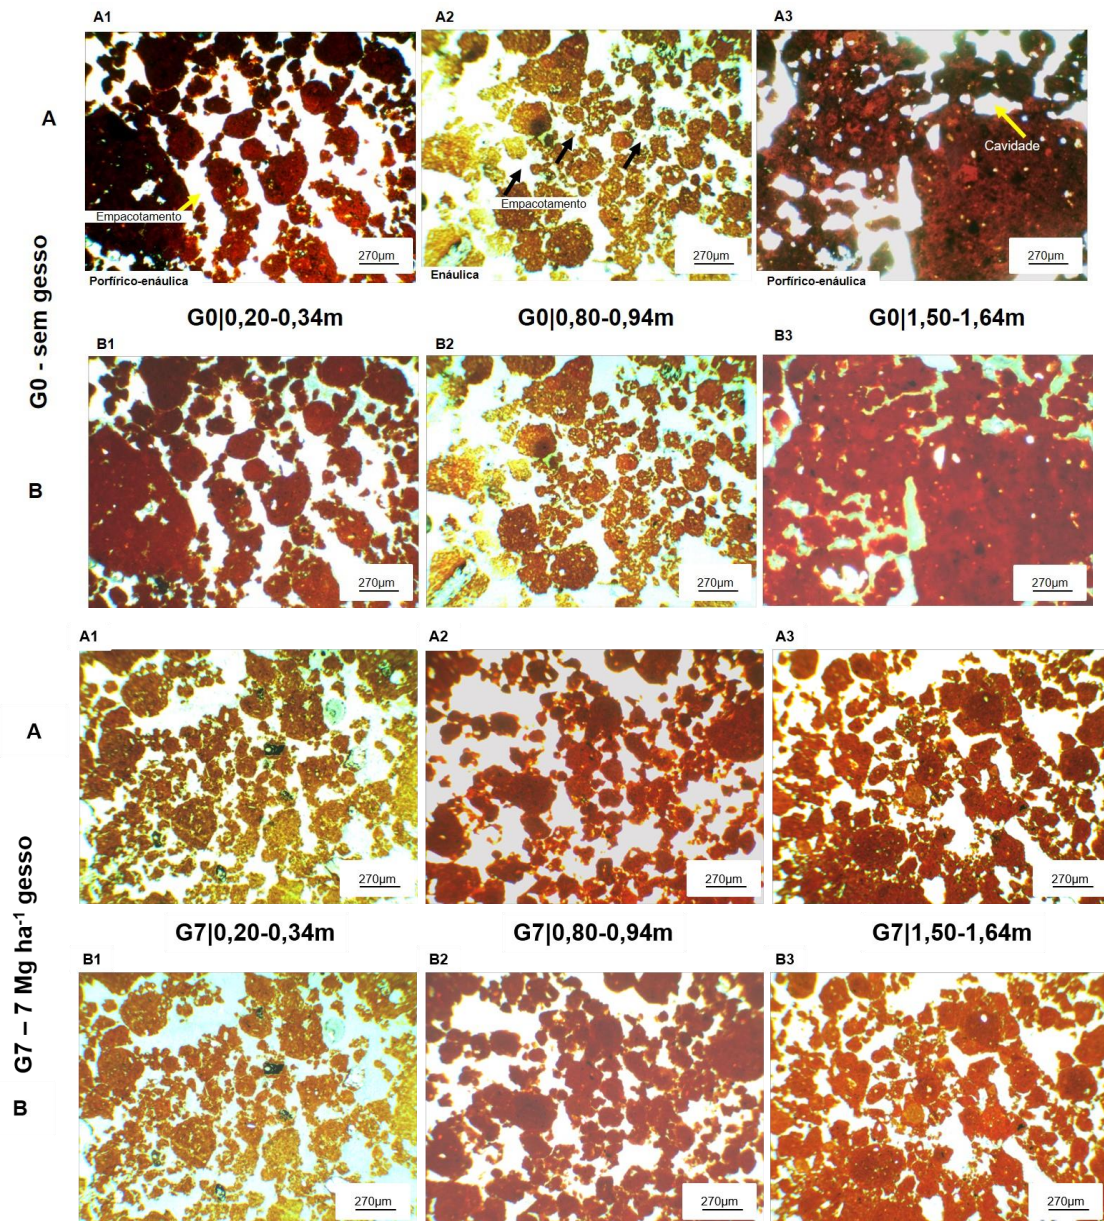 A1
A2
A3
A
Empacotamento
Empacotamento
Cavidade
270µm
270µm
270µm
Porfírico-enáulica
Enáulica
Porfírico-enáulica
G0 - sem gesso
G0|0,20-0,34m
G0|0,80-0,94m
G0|1,50-1,64m
B1
B2
B3
B
270µm
270µm
270µm
A1
A2
A3
A
270µm
270µm
270µm
G7 – 7 Mg ha⁻¹ gesso
G7|0,20-0,34m
G7|0,80-0,94m
G7|1,50-1,64m
B1
B2
B3
B
270µm
270µm
270µm